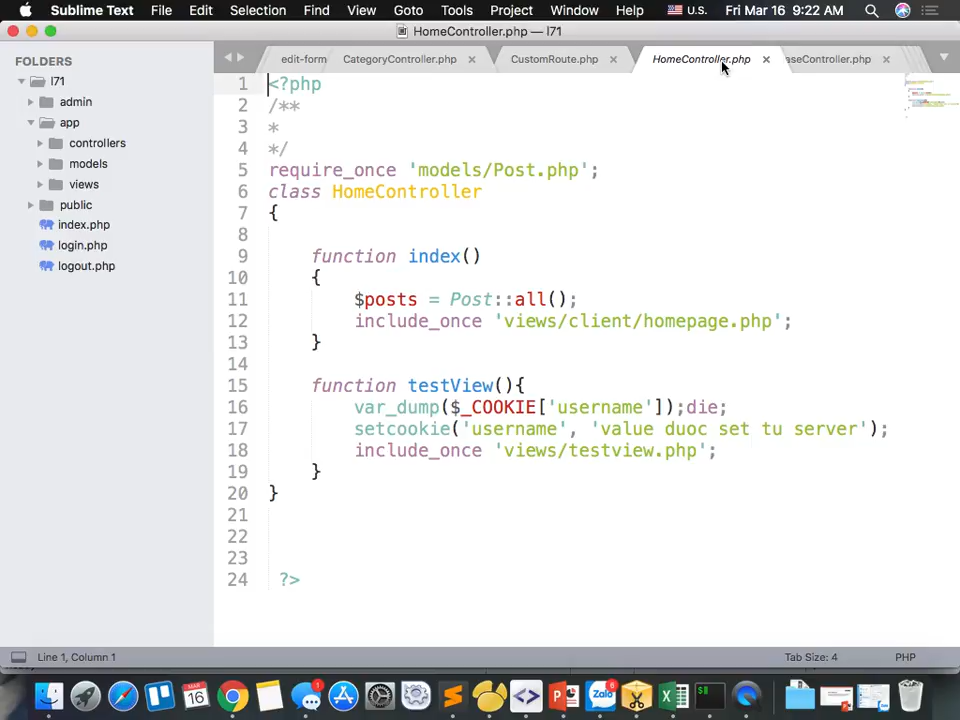 Sublime Text File Edit Selection Find View Goto Tools Project Window Help U.S. Fri Mar 16 9:22 AM
HomeController.php — l71
FOLDERS
l71
admin
app
controllers
models
views
public
index.php
login.php
logout.php
edit-form CategoryController.php CustomRoute.php HomeController.php aseController.php
1 <?php
2 /**
3 *
4 */
5 require_once 'models/Post.php';
6 class HomeController
7 {
8
9 function index()
10 {
11 $posts = Post::all();
12 include_once 'views/client/homepage.php';
13 }
14
15 function testView(){
16 var_dump($_COOKIE['username']);die;
17 setcookie('username', 'value duoc set tu server');
18 include_once 'views/testview.php';
19 }
20 }
21
22
23
24 ?>
Line 1, Column 1 Tab Size: 4 PHP
MAR
16
1
Zalo
6